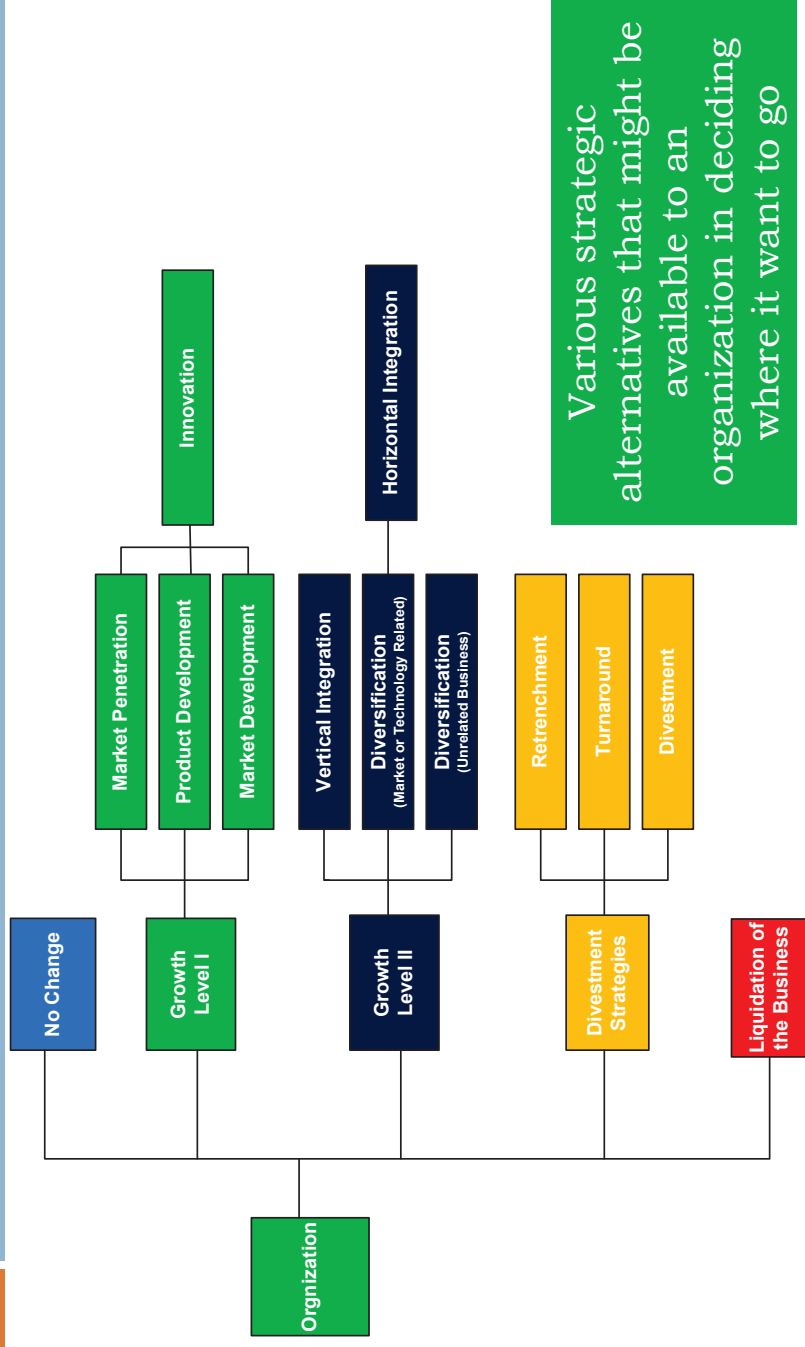 Orgnization
No Change
Growth
Level I
Market Penetration
Product Development
Market Development
Innovation
Growth
Level II
Vertical Integration
Diversification
(Market or Technology Related)
Diversification
(Unrelated Business)
Horizontal Integration
Divestment
Strategies
Retrenchment
Turnaround
Divestment
Liquidation of
the Business
Various strategic
alternatives that might be
available to an
organization in deciding
where it want to go